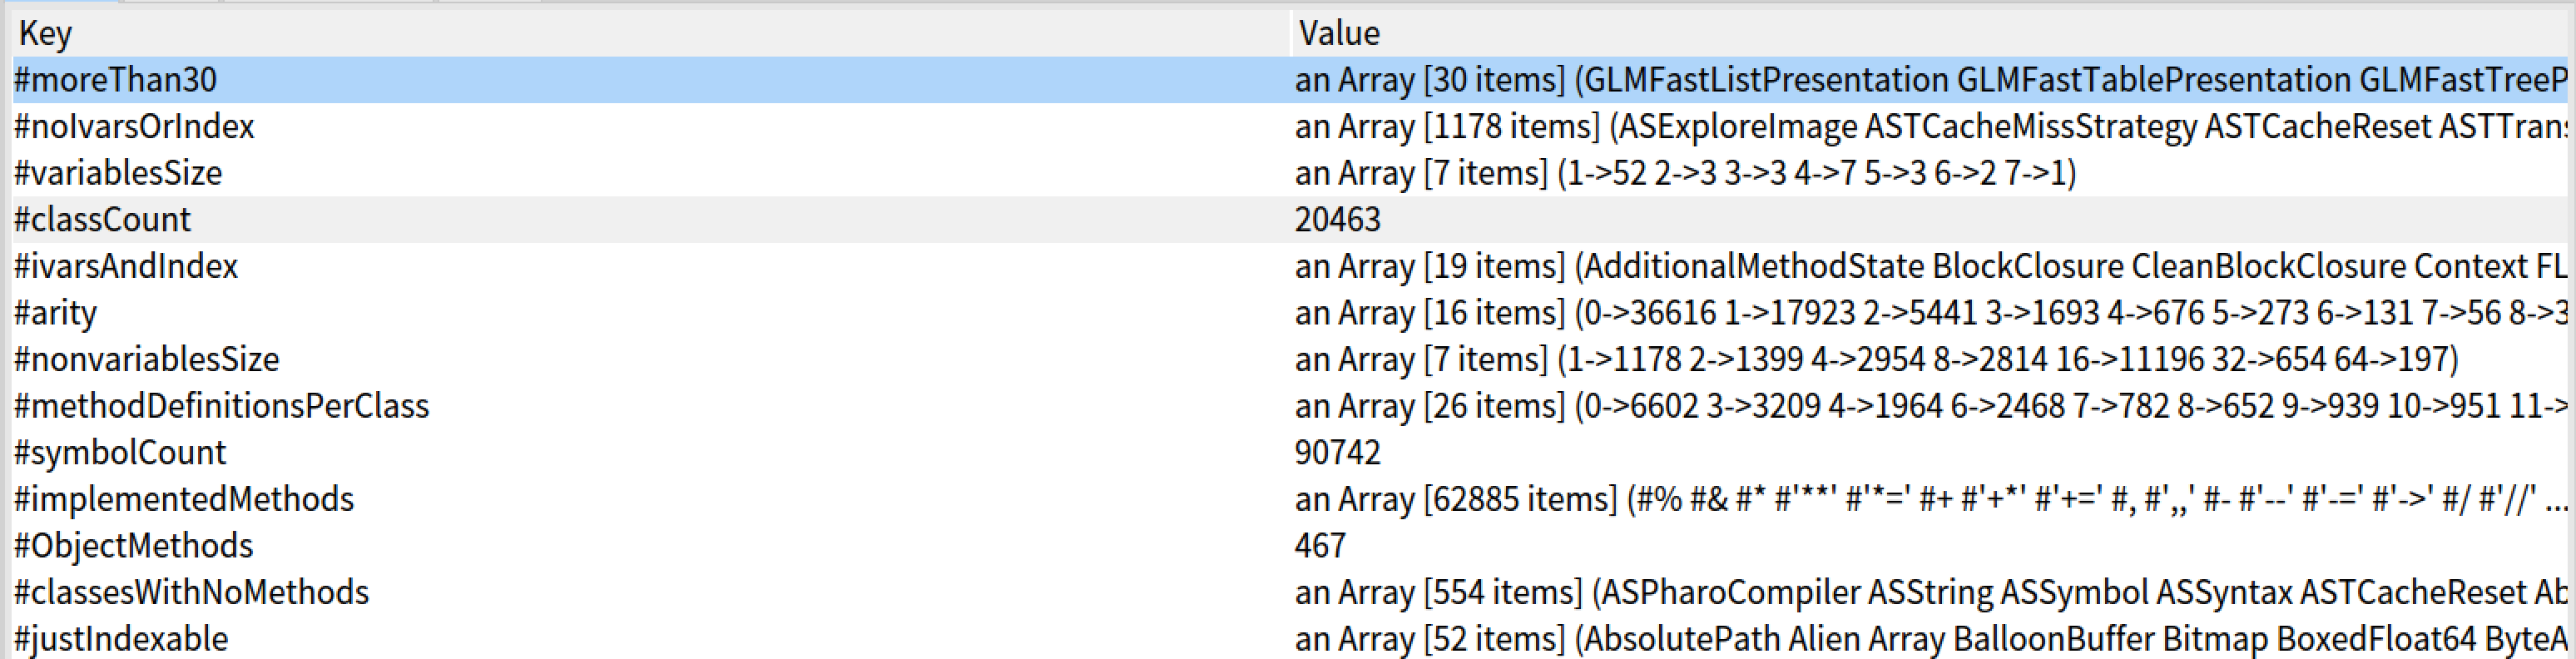 Key Value
#moreThan30 an Array [30 items] (GLMFastListPresentation GLMFastTablePresentation GLMFastTreeP
#noIvarsOrIndex an Array [1178 items] (ASExploreImage ASTCacheMissStrategy ASTCacheReset ASTTrans
#variablesSize an Array [7 items] (1->52 2->3 3->3 4->7 5->3 6->2 7->1)
#classCount 20463
#ivarsAndIndex an Array [19 items] (AdditionalMethodState BlockClosure CleanBlockClosure Context FL
#arity an Array [16 items] (0->36616 1->17923 2->5441 3->1693 4->676 5->273 6->131 7->56 8->3
#nonvariablesSize an Array [7 items] (1->1178 2->1399 4->2954 8->2814 16->11196 32->654 64->197)
#methodDefinitionsPerClass an Array [26 items] (0->6602 3->3209 4->1964 6->2468 7->782 8->652 9->939 10->951 11->
#symbolCount 90742
#implementedMethods an Array [62885 items] (#% #& #* #'**' #'*=' #+ #'+*' #'+=' #, #',,' #- #'--' #'-=' #'->' #/ #'//' ...
#ObjectMethods 467
#classesWithNoMethods an Array [554 items] (ASPharoCompiler ASString ASSymbol ASSyntax ASTCacheReset Ab
#justIndexable an Array [52 items] (AbsolutePath Alien Array BalloonBuffer Bitmap BoxedFloat64 ByteA